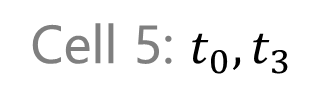 Cell 5: t₀, t₃